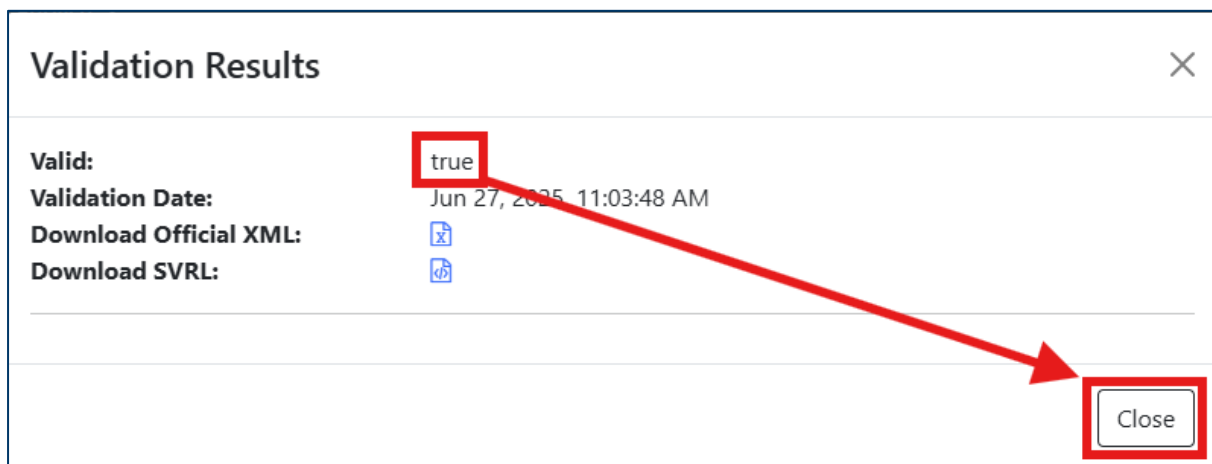 Validation Results
Valid: true
Validation Date: Jun 27, 2025, 11:03:48 AM
Download Official XML:
Download SVRL:
Close